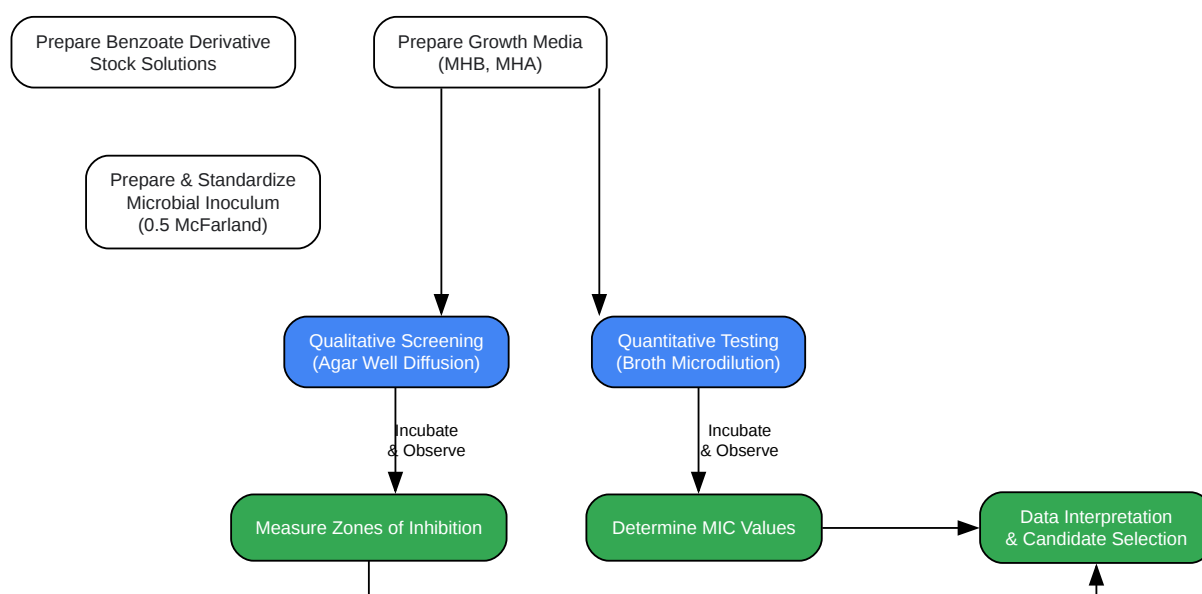 Prepare Benzoate Derivative
Stock Solutions
Prepare Growth Media
(MHB, MHA)
Prepare & Standardize
Microbial Inoculum
(0.5 McFarland)
Qualitative Screening
(Agar Well Diffusion)
Quantitative Testing
(Broth Microdilution)
Incubate
& Observe
Incubate
& Observe
Measure Zones of Inhibition
Determine MIC Values
Data Interpretation
& Candidate Selection